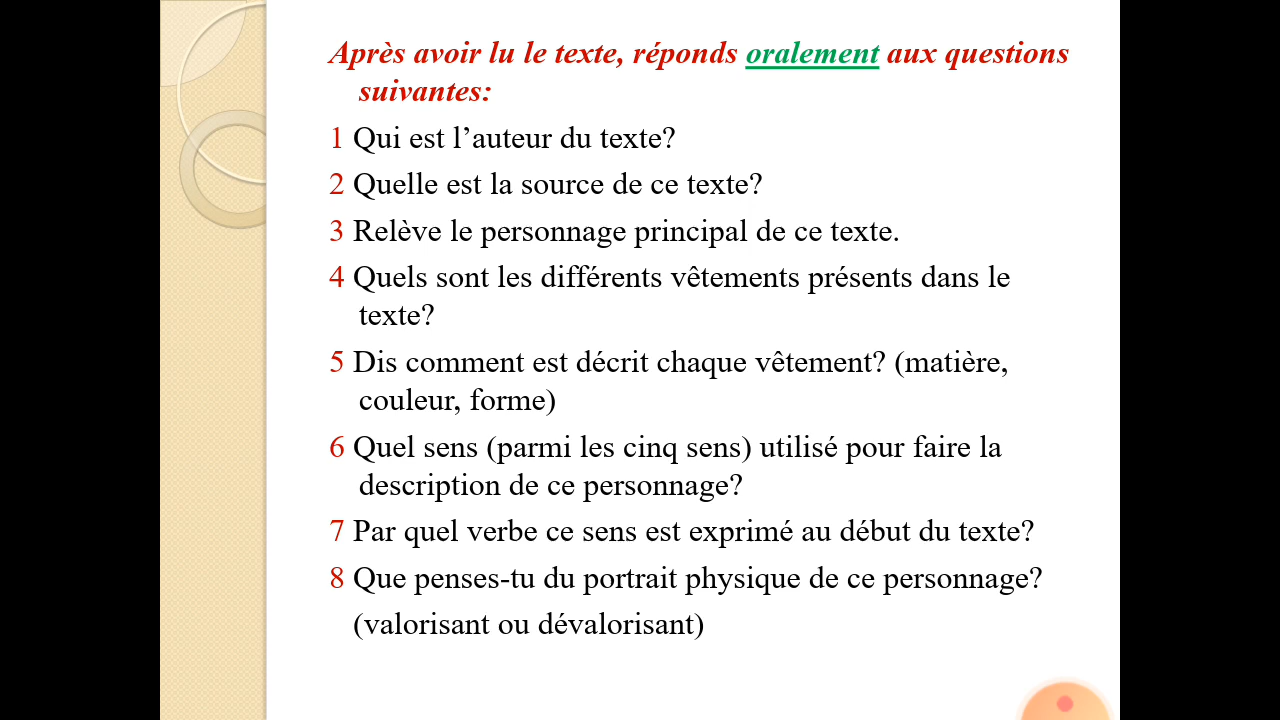 Après avoir lu le texte, réponds oralement aux questions
suivantes:
1 Qui est l’auteur du texte?
2 Quelle est la source de ce texte?
3 Relève le personnage principal de ce texte.
4 Quels sont les différents vêtements présents dans le
texte?
5 Dis comment est décrit chaque vêtement? (matière,
couleur, forme)
6 Quel sens (parmi les cinq sens) utilisé pour faire la
description de ce personnage?
7 Par quel verbe ce sens est exprimé au début du texte?
8 Que penses-tu du portrait physique de ce personnage?
(valorisant ou dévalorisant)